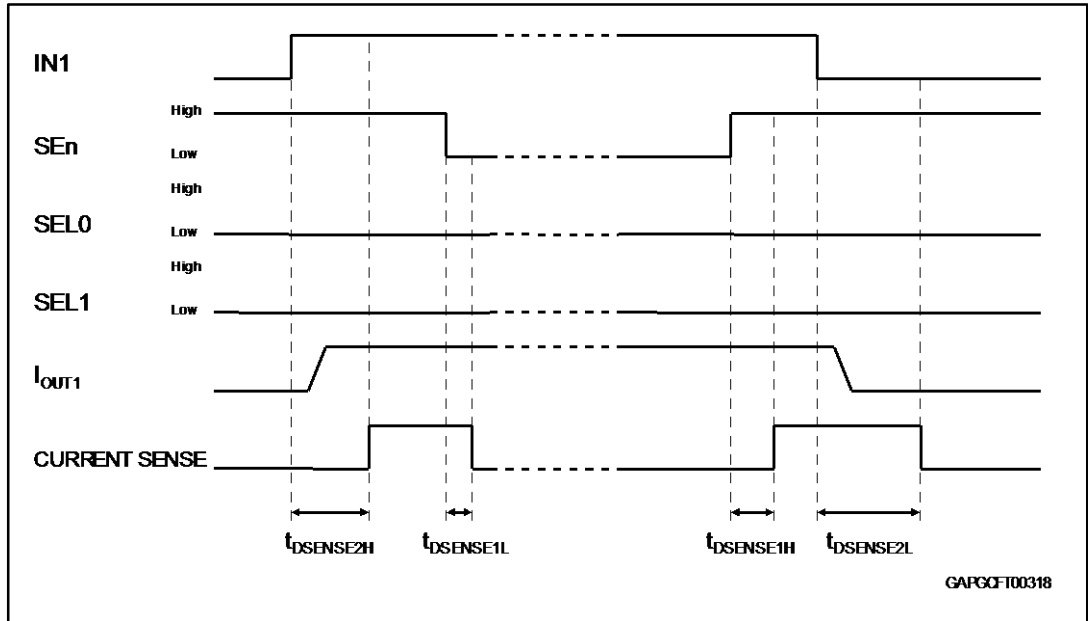 IN1
High
SEn
Low
High
SEL0
Low
High
SEL1
Low
IOUT1
CURRENT SENSE
tDSENSE2H
tDSENSE1L
tDSENSE1H
tDSENSE2L
GAPGCFT00318